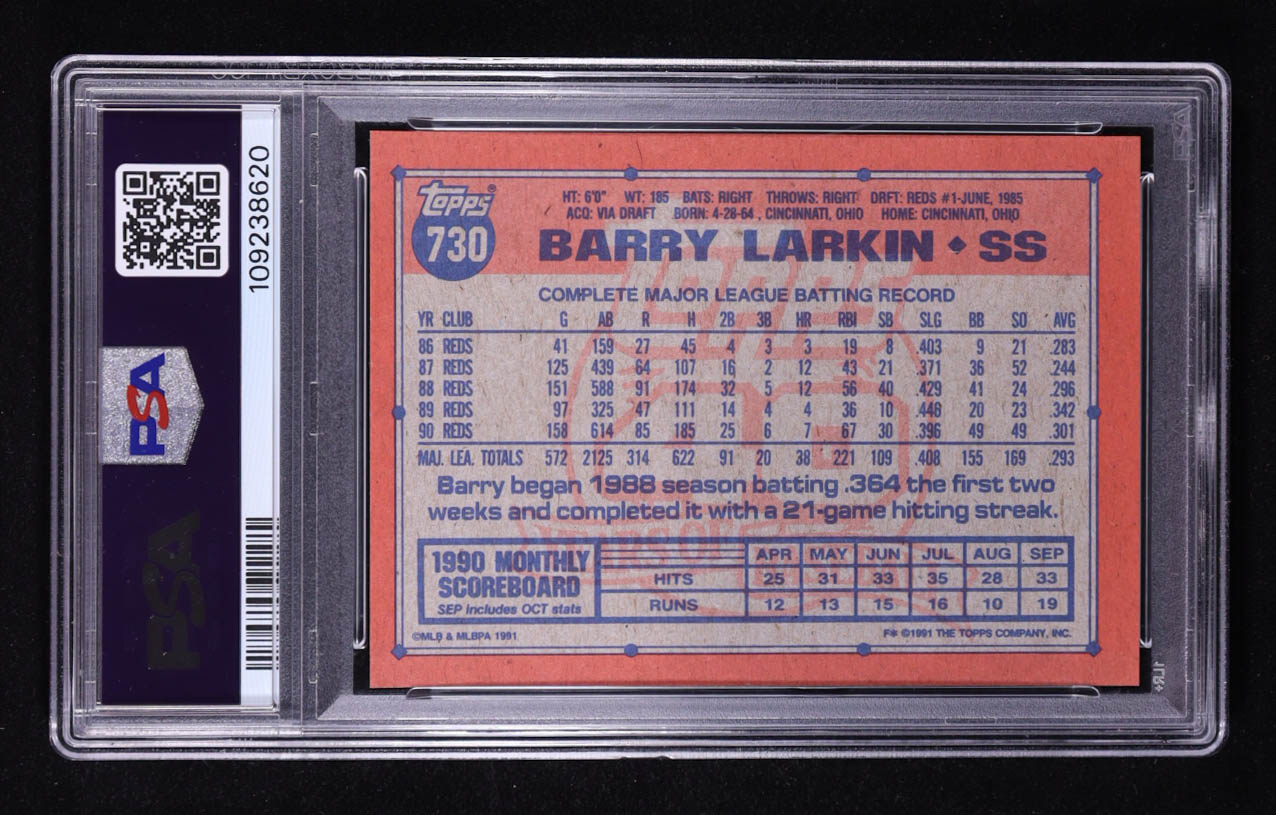 109238620
PSA
PSA
Topps®
730
HT: 6'0" WT: 185 BATS: RIGHT THROWS: RIGHT DRFT: REDS #1-JUNE, 1985
ACQ: VIA DRAFT BORN: 4-28-64 , CINCINNATI, OHIO HOME: CINCINNATI, OHIO
BARRY LARKIN ◆ SS
COMPLETE MAJOR LEAGUE BATTING RECORD
YR CLUB G AB R H 2B 3B HR RBI SB SLG BB SO AVG
86 REDS 41 159 27 45 4 3 3 19 8 .403 9 21 .283
87 REDS 125 439 64 107 16 2 12 43 21 .371 36 52 .244
88 REDS 151 588 91 174 32 5 12 56 40 .429 41 24 .296
89 REDS 97 325 47 111 14 4 4 36 10 .446 20 23 .342
90 REDS 158 614 85 185 25 6 7 67 30 .396 49 49 .301
MAJ. LEA. TOTALS 572 2125 314 622 91 20 38 221 109 .408 155 169 .293
Barry began 1988 season batting .364 the first two
weeks and completed it with a 21-game hitting streak.
1990 MONTHLY
SCOREBOARD
SEP includes OCT stats
APR MAY JUN JUL AUG SEP
HITS 25 31 33 35 28 33
RUNS 12 13 15 16 10 19
©MLB & MLBPA 1991
F* ©1991 THE TOPPS COMPANY, INC.
TOPPS
40
YEARS OF
BASEBALL
PSA
1LR+